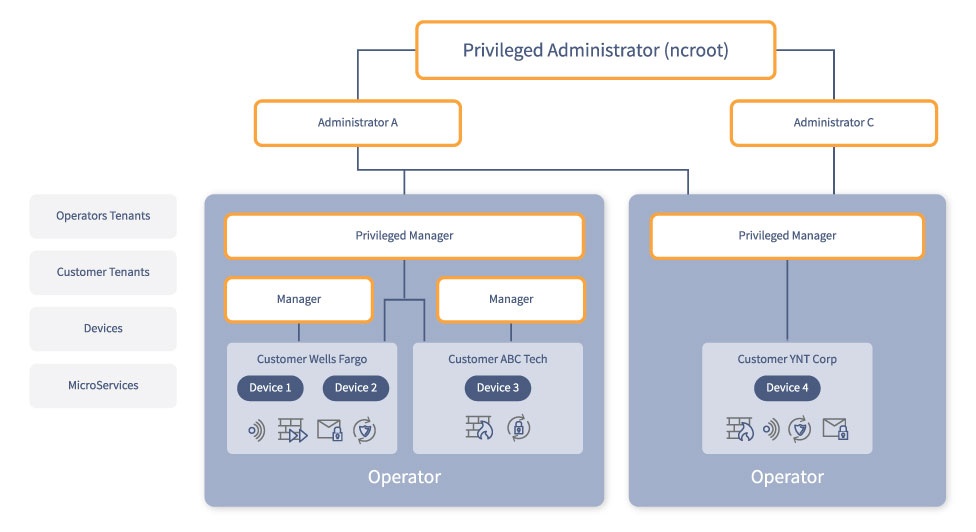 Privileged Administrator (ncroot)
Administrator A
Administrator C
Operators Tenants
Customer Tenants
Devices
MicroServices
Privileged Manager
Manager
Manager
Customer Wells Fargo
Device 1
Device 2
Customer ABC Tech
Device 3
Operator
Privileged Manager
Customer YNT Corp
Device 4
Operator